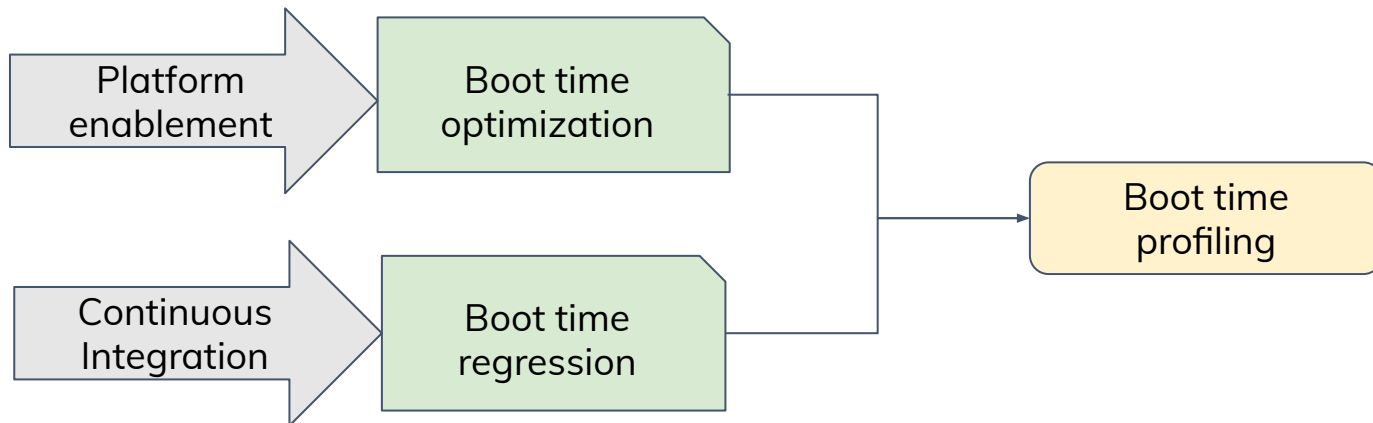 Platform
enablement
Boot time
optimization
Boot time
profiling
Continuous
Integration
Boot time
regression